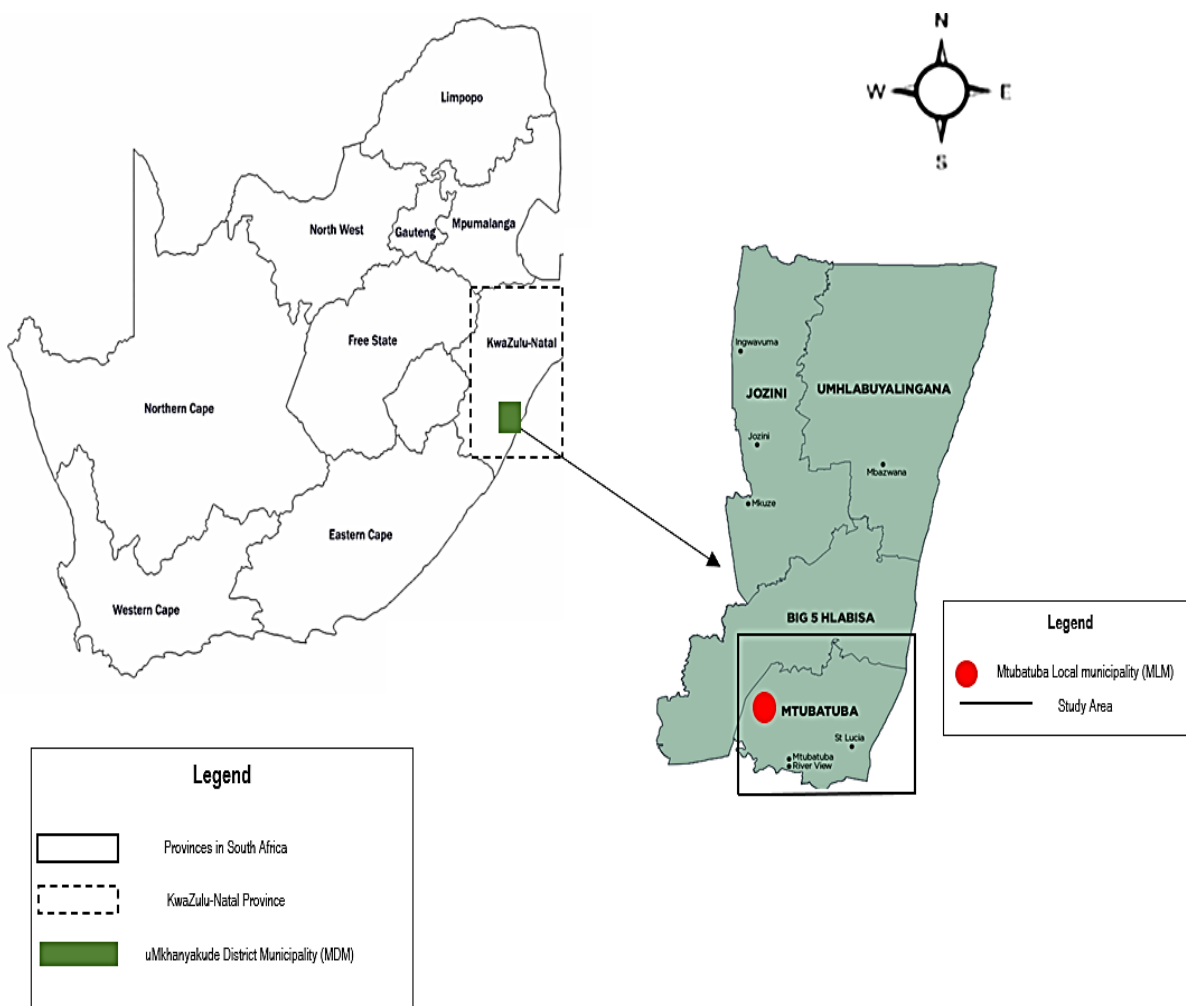 N
W
E
S
Limpopo
North West
Gauteng
Mpumalanga
Free State
KwaZulu-Natal
Northern Cape
Eastern Cape
Western Cape
Ingwavuma
JOZINI
UMHLABUYALINGANA
Jozini
Mbazwana
Mkuze
BIG 5 HLABISA
MTUBATUBA
St Lucia
Mtubatuba
River View
Legend
Mtubatuba Local municipality (MLM)
Study Area
Legend
Provinces in South Africa
KwaZulu-Natal Province
uMkhanyakude District Municipality (MDM)